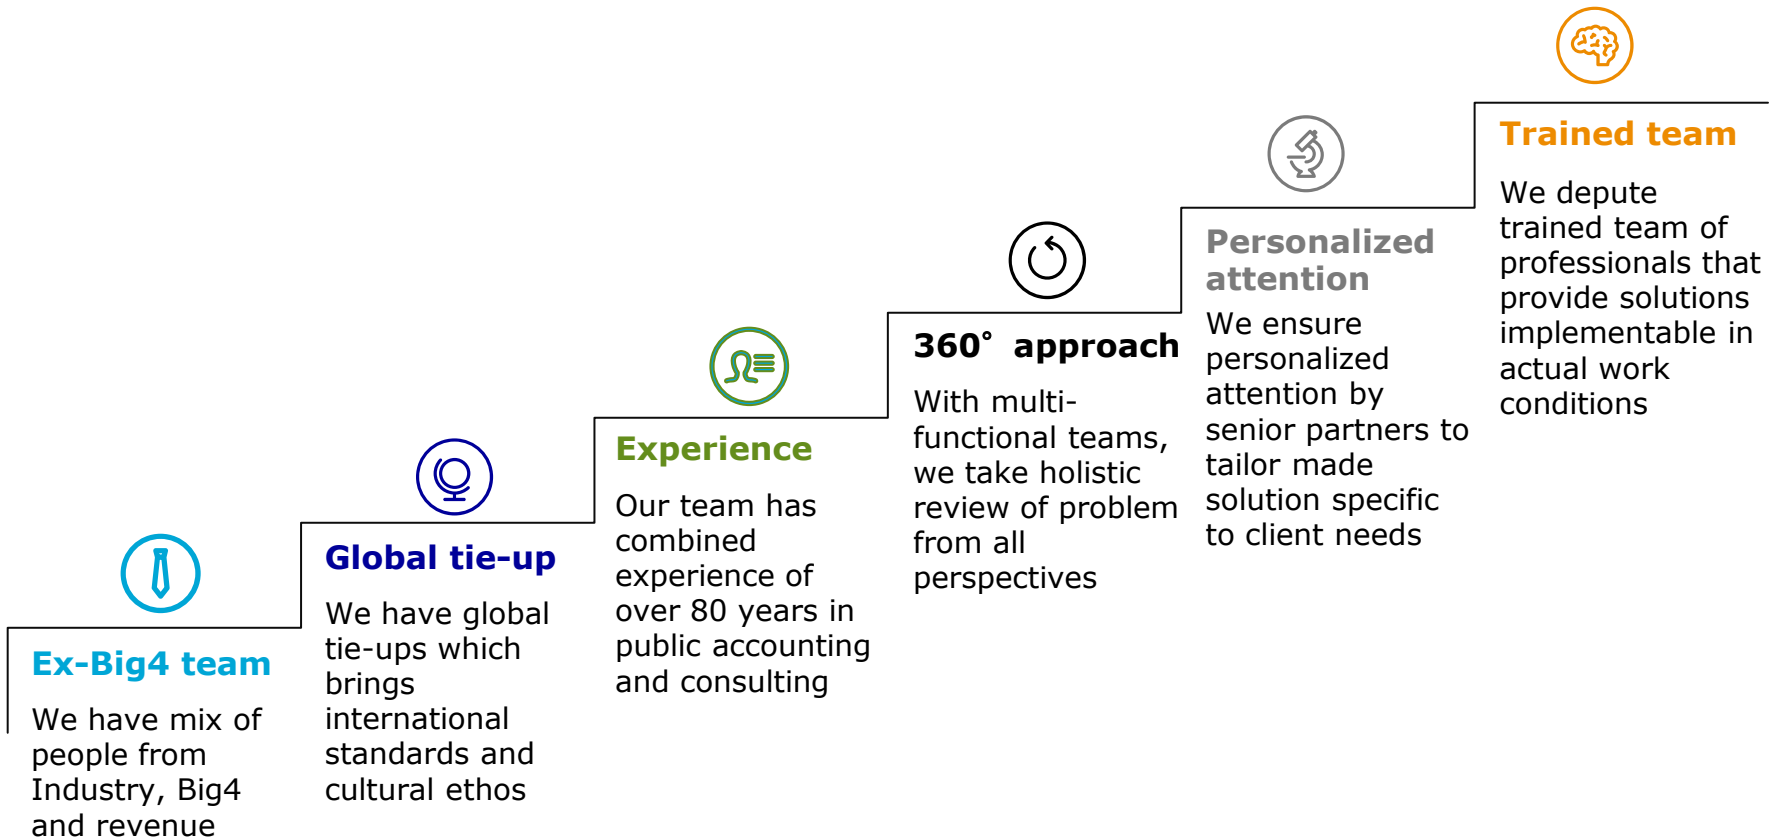 Ex-Big4 team
We have mix of
people from
Industry, Big4
and revenue
Global tie-up
We have global
tie-ups which
brings
international
standards and
cultural ethos
Experience
Our team has
combined
experience of
over 80 years in
public accounting
and consulting
360° approach
With multi-
functional teams,
we take holistic
review of problem
from all
perspectives
Personalized
attention
We ensure
personalized
attention by
senior partners to
tailor made
solution specific
to client needs
Trained team
We depute
trained team of
professionals that
provide solutions
implementable in
actual work
conditions